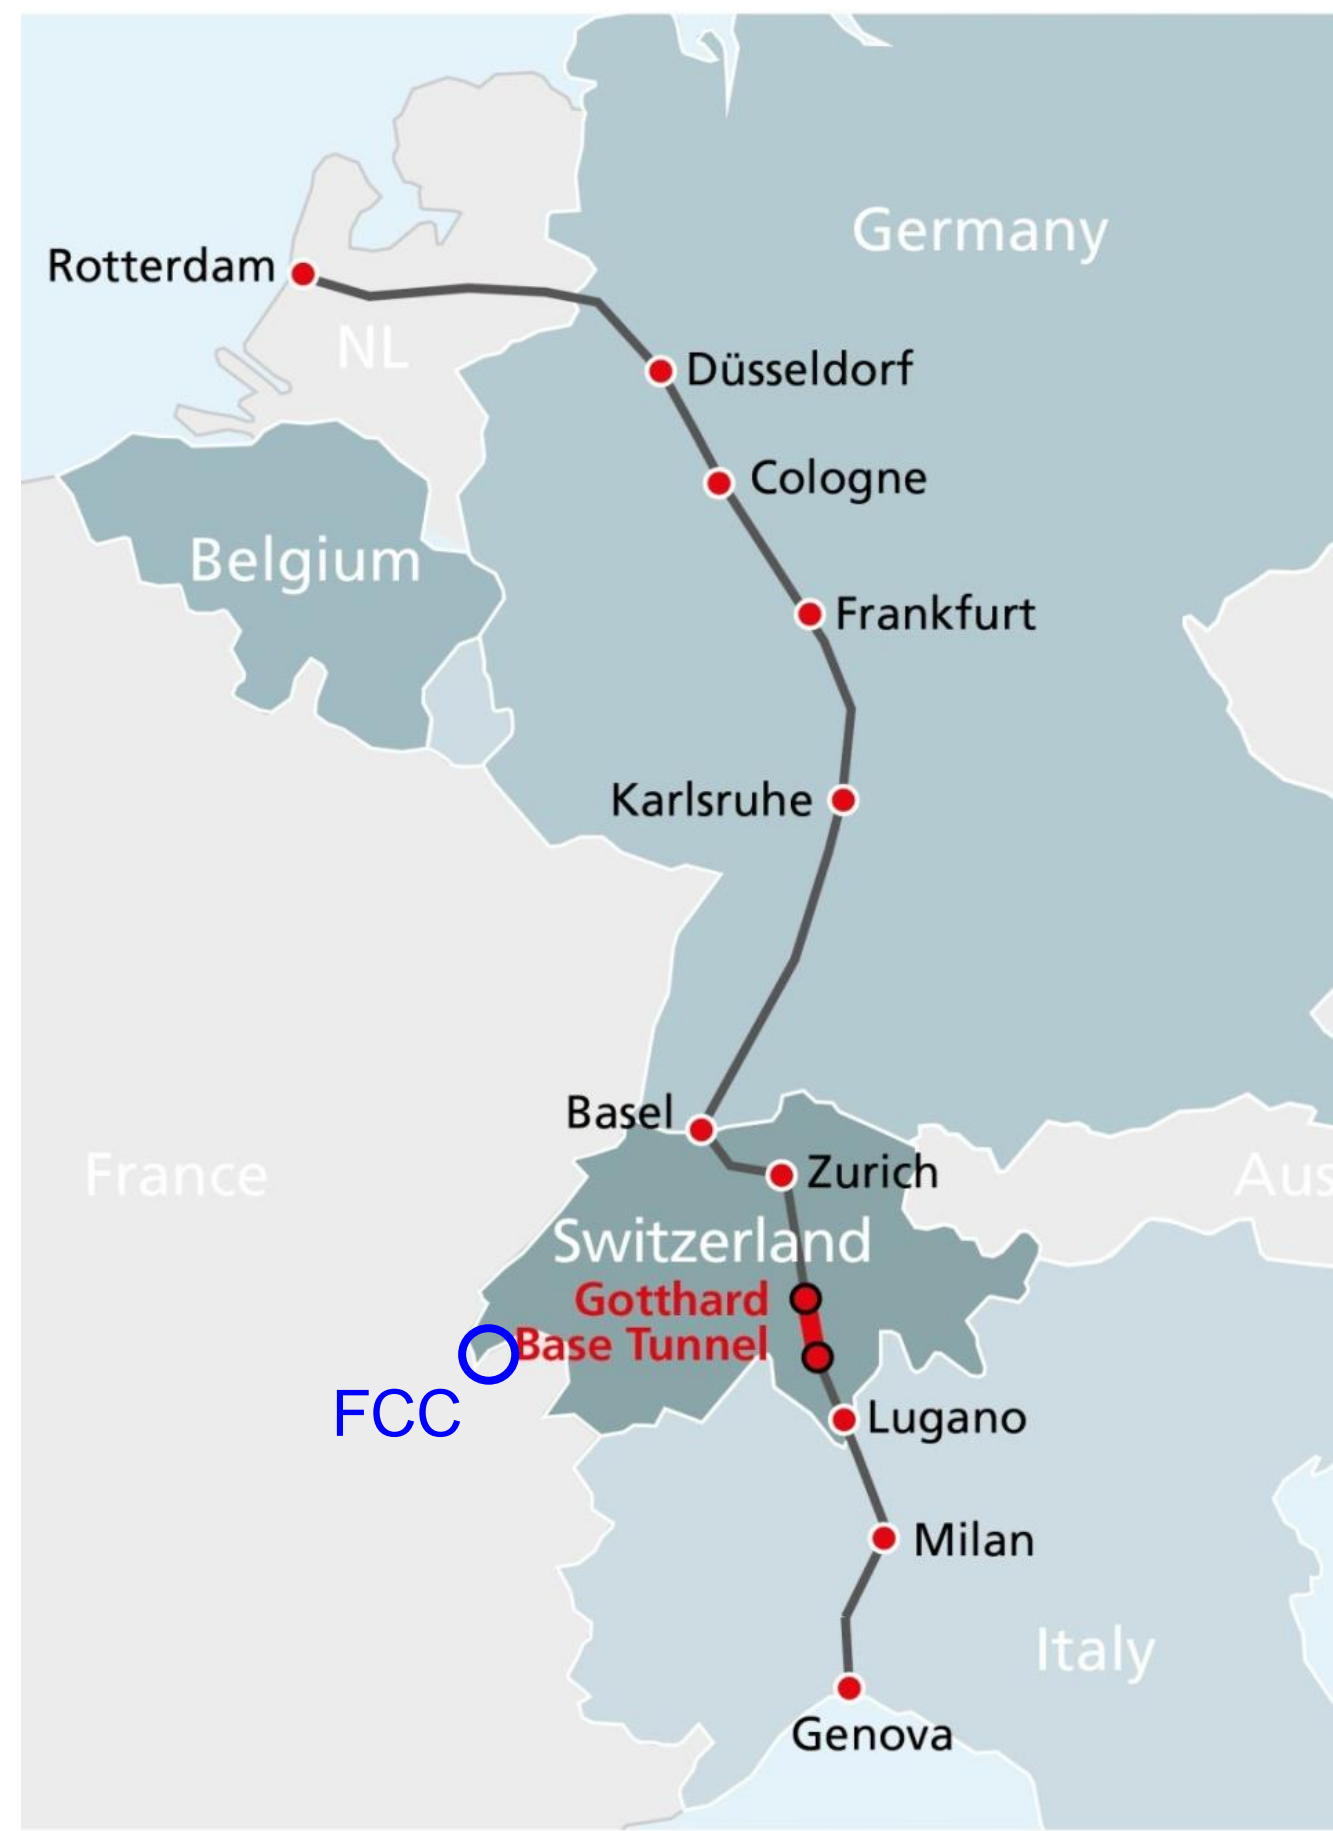 Germany
Rotterdam
NL
Düsseldorf
Cologne
Belgium
Frankfurt
Karlsruhe
Basel
France
Zurich
Aus
Switzerland
Gotthard
Base Tunnel
FCC
Lugano
Milan
Italy
Genova